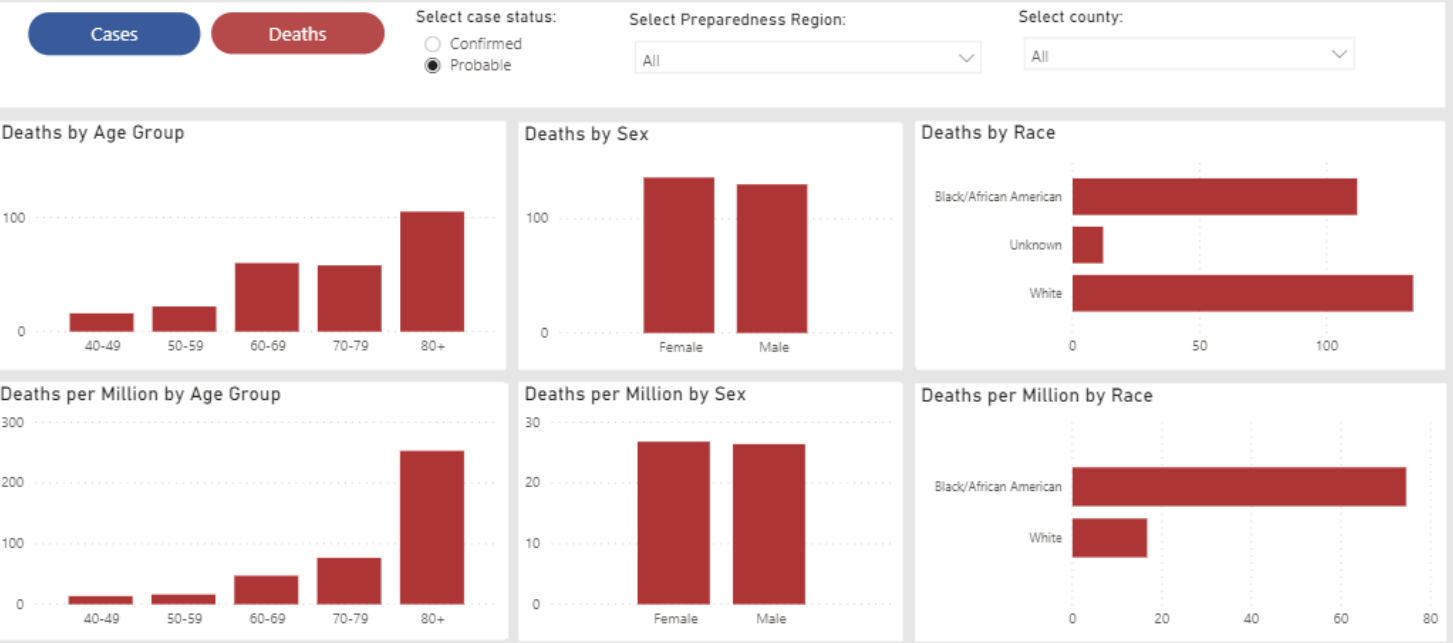 Cases
Deaths
Select case status:
Confirmed
Probable
Select Preparedness Region:
All
Select county:
All
Deaths by Age Group
100
0
40-49 50-59 60-69 70-79 80+
Deaths by Sex
100
0
Female Male
Deaths by Race
Black/African American
Unknown
White
0 50 100
Deaths per Million by Age Group
300
200
100
0
40-49 50-59 60-69 70-79 80+
Deaths per Million by Sex
30
20
10
0
Female Male
Deaths per Million by Race
Black/African American
White
0 20 40 60 80